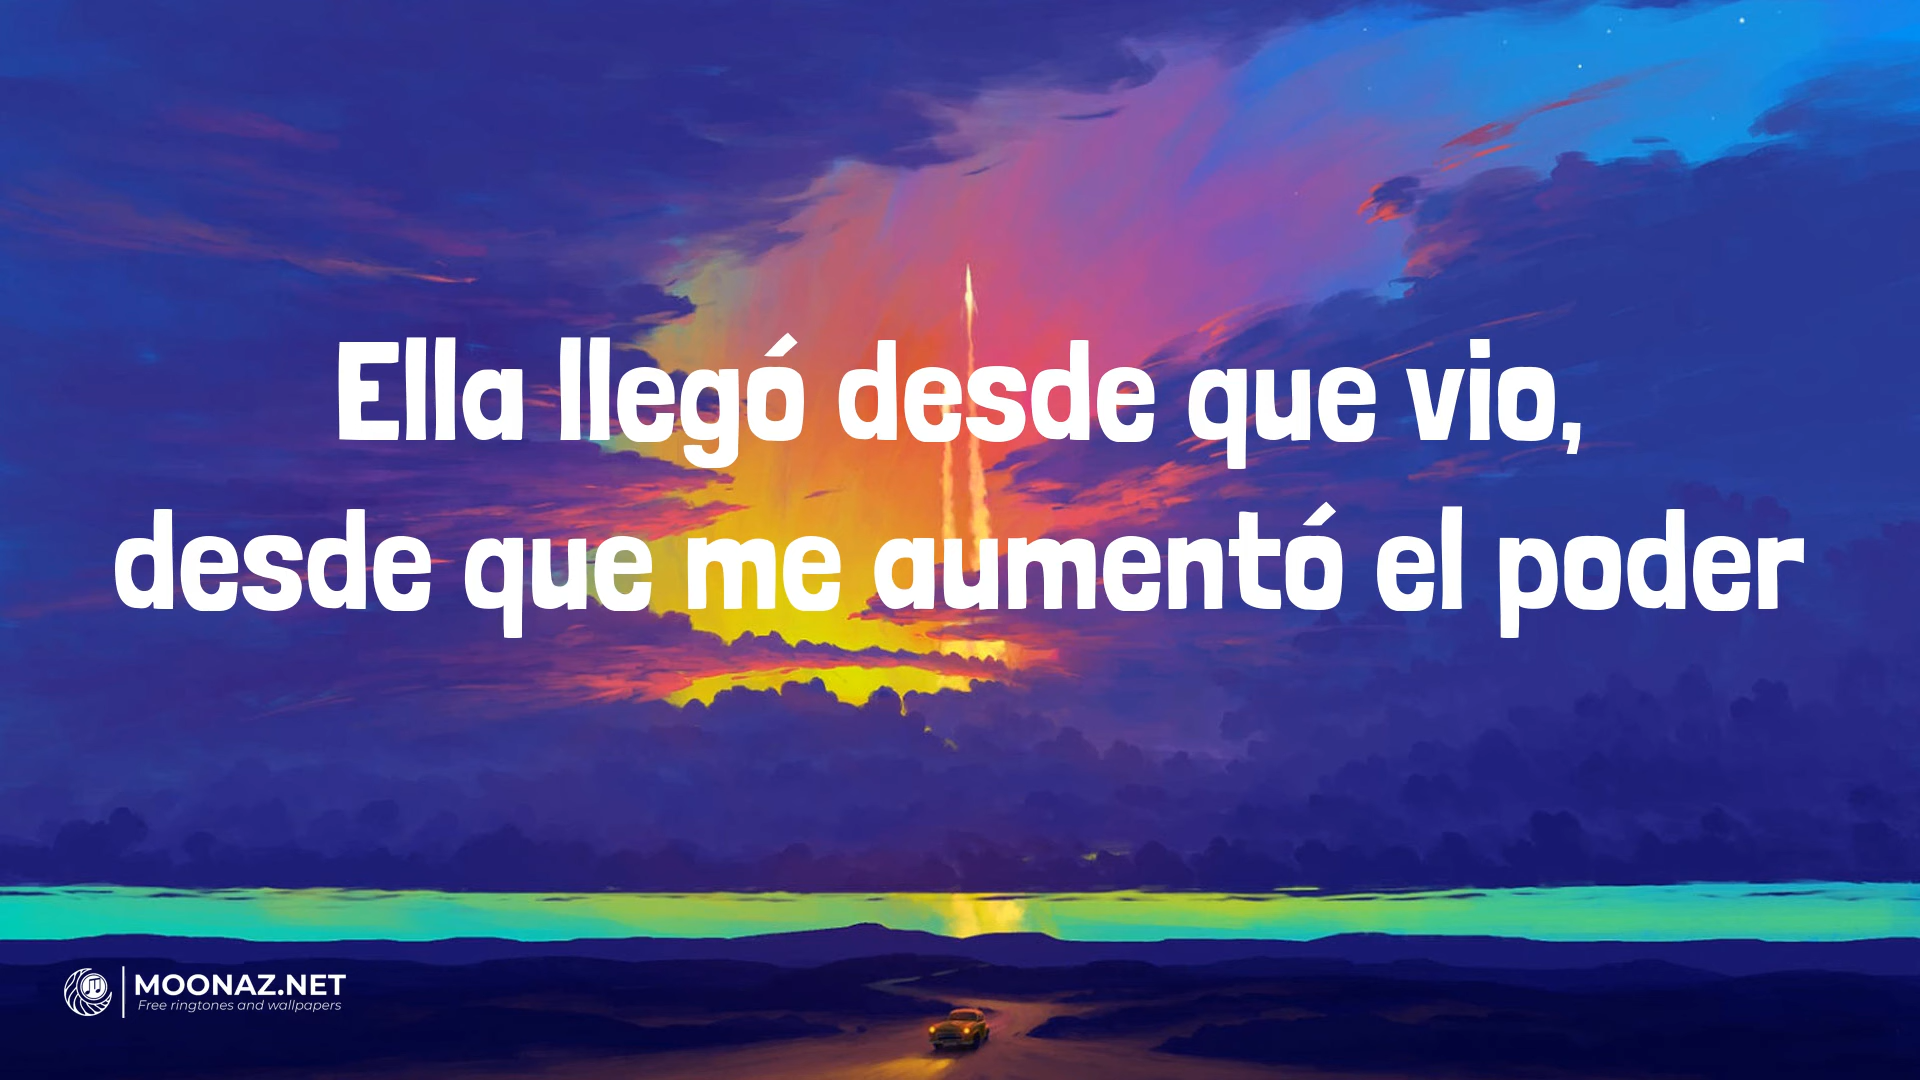 Ella llegó desde que vio,
desde que me aumentó el poder
MOONAZ.NET
Free ringtones and wallpapers